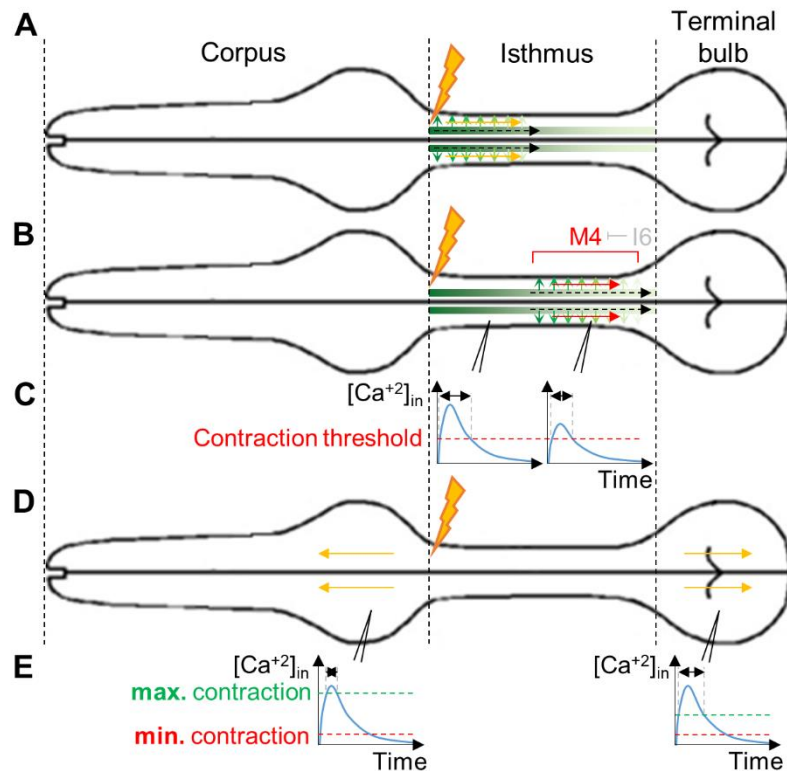 A
Corpus
Isthmus
Terminal
bulb
B
M4 ⊢ I6
C
[Ca+2]in
Contraction threshold
Time
D
E
[Ca+2]in
[Ca+2]in
max. contraction
min. contraction
Time
Time